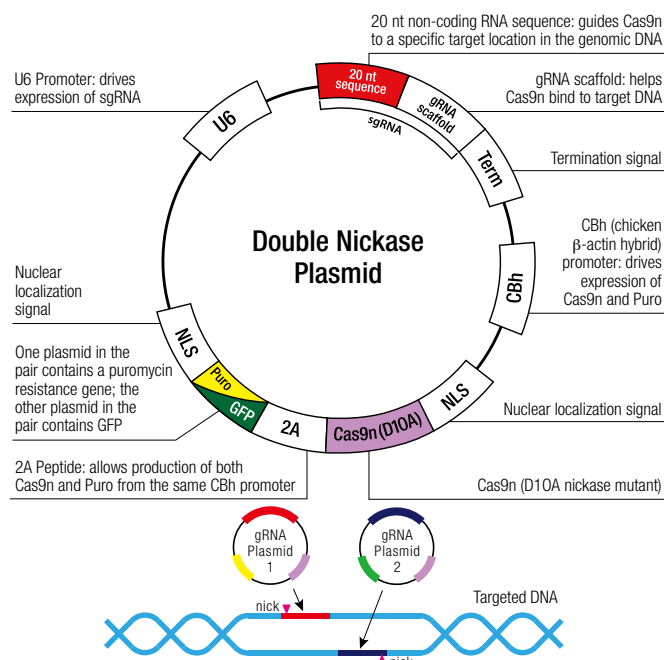 20 nt non-coding RNA sequence: guides Cas9n
to a specific target location in the genomic DNA
U6 Promoter: drives
expression of sgRNA
gRNA scaffold: helps
Cas9n bind to target DNA
20 nt
sequence
gRNA
scaffold
sgRNA
U6
Term
Termination signal
Double Nickase
Plasmid
CBh (chicken
β-actin hybrid)
promoter: drives
expression of
Cas9n and Puro
CBh
Nuclear
localization
signal
NLS
One plasmid in the
pair contains a puromycin
resistance gene; the
other plasmid in the
pair contains GFP
Puro
GFP
2A
Cas9n (D10A)
NLS
Nuclear localization signal
2A Peptide: allows production of both
Cas9n and Puro from the same CBh promoter
Cas9n (D10A nickase mutant)
gRNA
Plasmid
1
gRNA
Plasmid
2
nick
Targeted DNA
nick